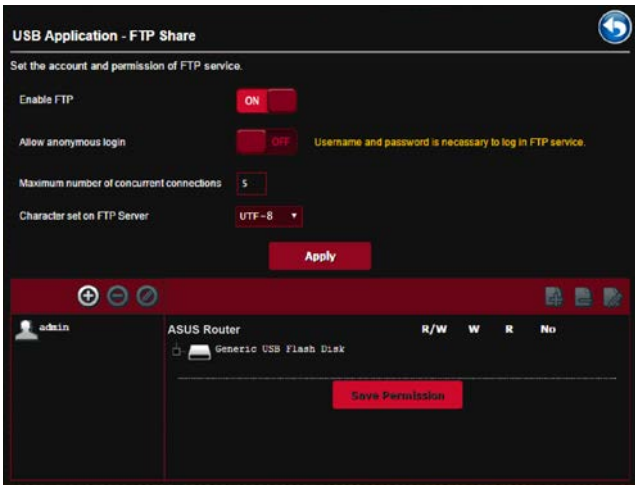 USB Application - FTP Share
Set the account and permission of FTP service.
Enable FTP ON
Allow anonymous login OFF Username and password is necessary to log in FTP service.
Maximum number of concurrent connections 5
Character set on FTP Server UTF-8
Apply
admin
ASUS Router R/W W R No
Generic USB Flash Disk
Save Permission